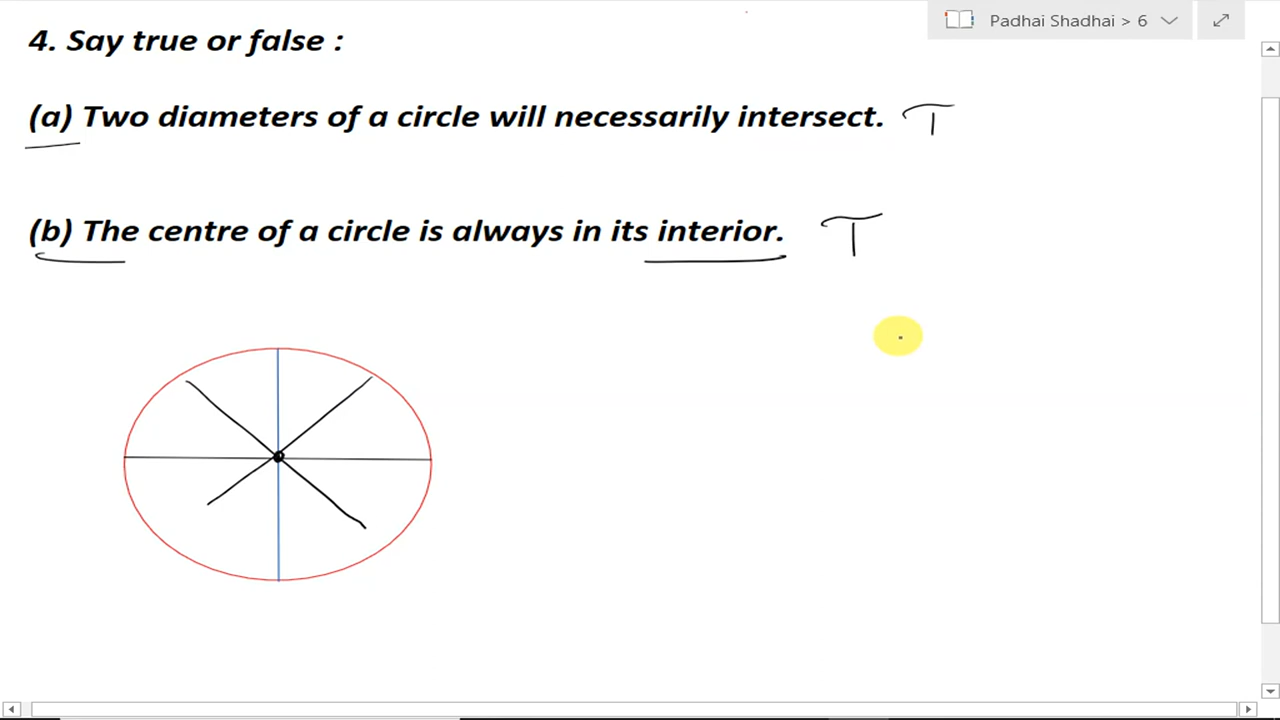 Padhai Shadhai > 6
4. Say true or false :
(a) Two diameters of a circle will necessarily intersect. T
(b) The centre of a circle is always in its interior. T